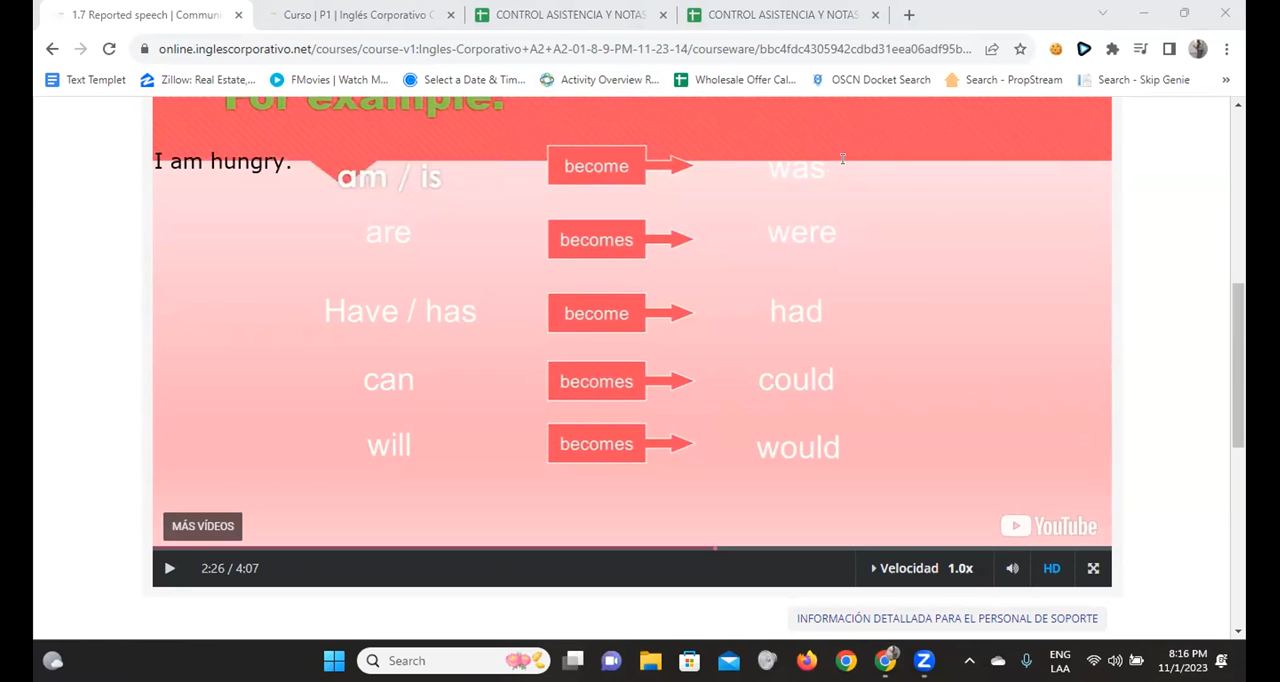 1.7 Reported speech | Communi
Curso | P1 | Inglés Corporativo C
CONTROL ASISTENCIA Y NOTAS
CONTROL ASISTENCIA Y NOTAS
online.inglescorporativo.net/courses/course-v1:Ingles-Corporativo+A2+A2-01-8-9-PM-11-23-14/courseware/bbc4fdc4305942cdbd31eea06adf95b...
Text Templet
Zillow: Real Estate,...
FMovies | Watch M...
Select a Date & Tim...
Activity Overview R...
Wholesale Offer Cal...
OSCN Docket Search
Search - PropStream
Search - Skip Genie
»
For example:
I am hungry.
am / is become was
are becomes were
Have / has become had
can becomes could
will becomes would
MÁS VÍDEOS
YouTube
2:26 / 4:07
Velocidad 1.0x
HD
INFORMACIÓN DETALLADA PARA EL PERSONAL DE SOPORTE
Search
ENG
LAA
8:16 PM
11/1/2023